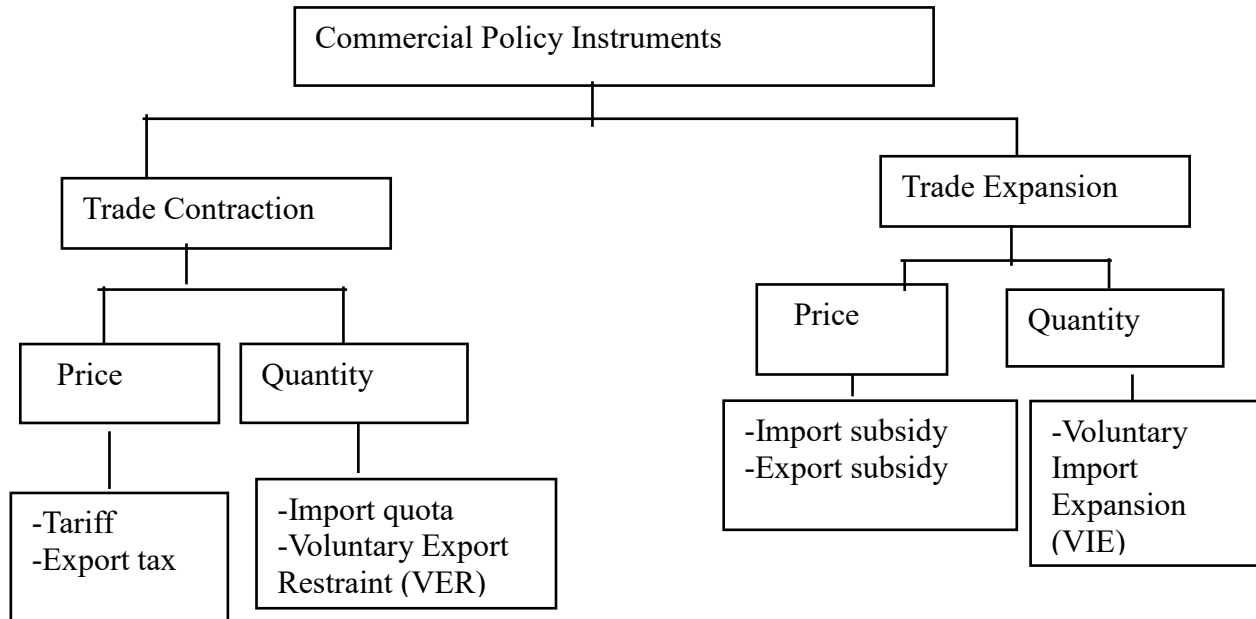 Commercial Policy Instruments
Trade Contraction
Trade Expansion
Price
Quantity
Price
Quantity
-Tariff
-Export tax
-Import quota
-Voluntary Export
Restraint (VER)
-Import subsidy
-Export subsidy
-Voluntary
Import
Expansion
(VIE)